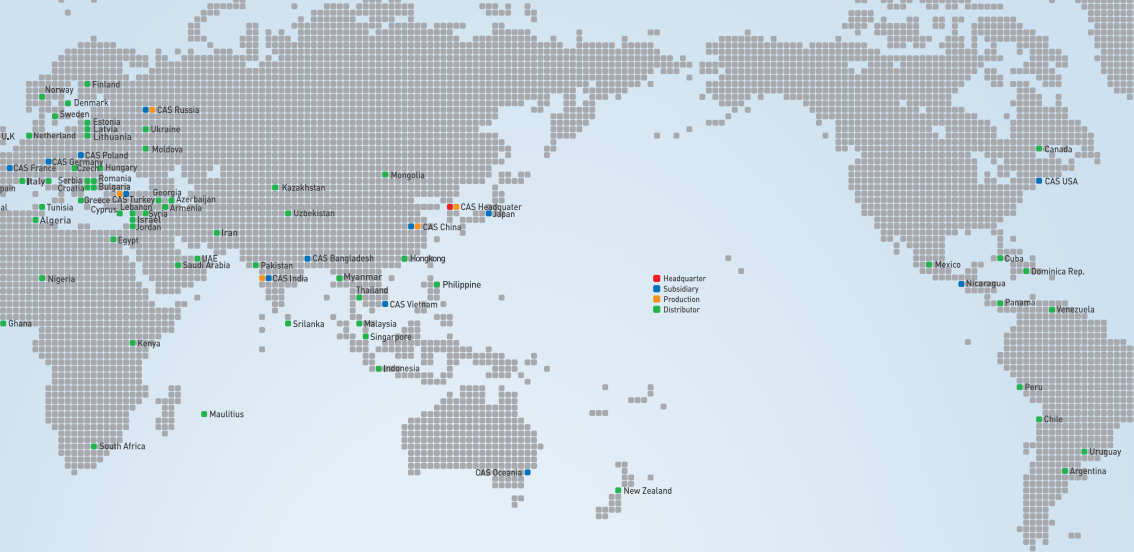 Finland
Norway
Denmark
Sweden
CAS Russia
Estonia
Latvia
Ukraine
U.K
Netherland
Lithuania
Moldova
Canada
CAS Poland
CAS Germany
CAS France
Czech
Hungary
Mongolia
pain
Italy
Serbia
Romania
CAS USA
Croatia
Bulgaria
Kazakhstan
Georgia
Greece
CAS Turkey
Azerbaijan
al
Tunisia
Cyprus
Lebanon
Armenia
CAS Headquater
Syria
Uzbekistan
Japan
Algeria
Israel
Jordan
CAS China
Iran
Egypt
UAE
CAS Bangladesh
Hongkong
Cuba
Saudi Arabia
Pakistan
Mexico
Dominica Rep.
Nigeria
CAS India
Myanmar
Headquarter
Philippine
Nicaragua
Subsidiary
Thailand
Production
CAS Vietnam
Panama
Distributor
Venezuela
Ghana
Srilanka
Malaysia
Singarpore
Kenya
Indonesia
Peru
Maulitius
Chile
South Africa
Uruguay
CAS Oceania
Argentina
New Zealand